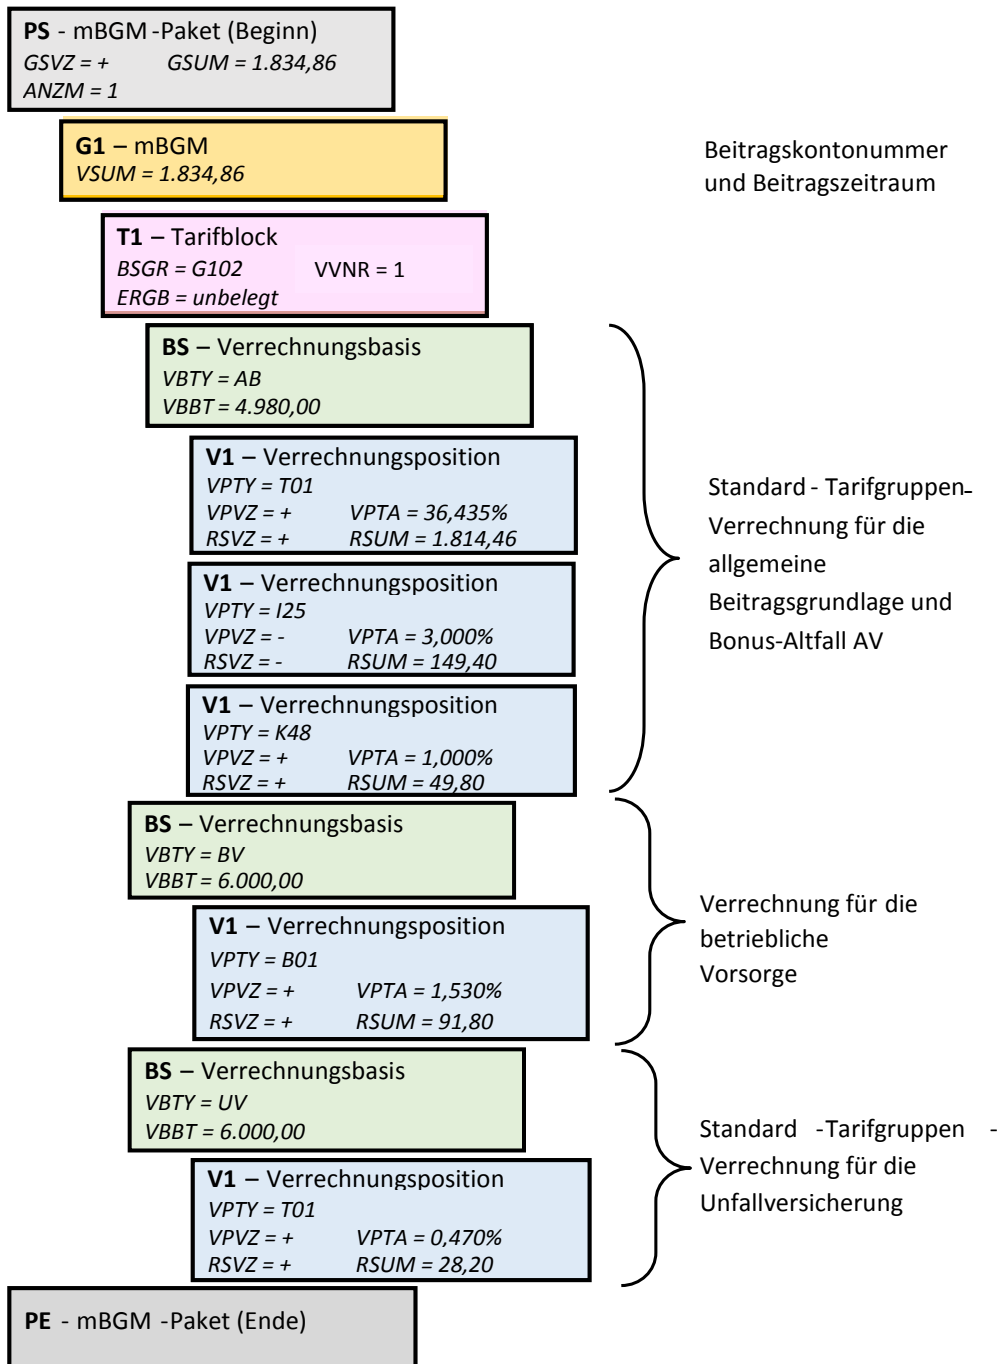 PS - mBGM -Paket (Beginn)
GSVZ = + GSUM = 1.834,86
ANZM = 1
G1 – mBGM
VSUM = 1.834,86
Beitragskontonummer
und Beitragszeitraum
T1 – Tarifblock
BSGR = G102 VVNR = 1
ERGB = unbelegt
BS – Verrechnungsbasis
VBTY = AB
VBBT = 4.980,00
V1 – Verrechnungsposition
VPTY = T01
VPVZ = + VPTA = 36,435%
RSVZ = + RSUM = 1.814,46
V1 – Verrechnungsposition
VPTY = I25
VPVZ = - VPTA = 3,000%
RSVZ = - RSUM = 149,40
V1 – Verrechnungsposition
VPTY = K48
VPVZ = + VPTA = 1,000%
RSVZ = + RSUM = 49,80
Standard - Tarifgruppen-
Verrechnung für die
allgemeine
Beitragsgrundlage und
Bonus-Altfall AV
BS – Verrechnungsbasis
VBTY = BV
VBBT = 6.000,00
V1 – Verrechnungsposition
VPTY = B01
VPVZ = + VPTA = 1,530%
RSVZ = + RSUM = 91,80
Verrechnung für die
betriebliche
Vorsorge
BS – Verrechnungsbasis
VBTY = UV
VBBT = 6.000,00
V1 – Verrechnungsposition
VPTY = T01
VPVZ = + VPTA = 0,470%
RSVZ = + RSUM = 28,20
Standard -Tarifgruppen -
Verrechnung für die
Unfallversicherung
PE - mBGM -Paket (Ende)